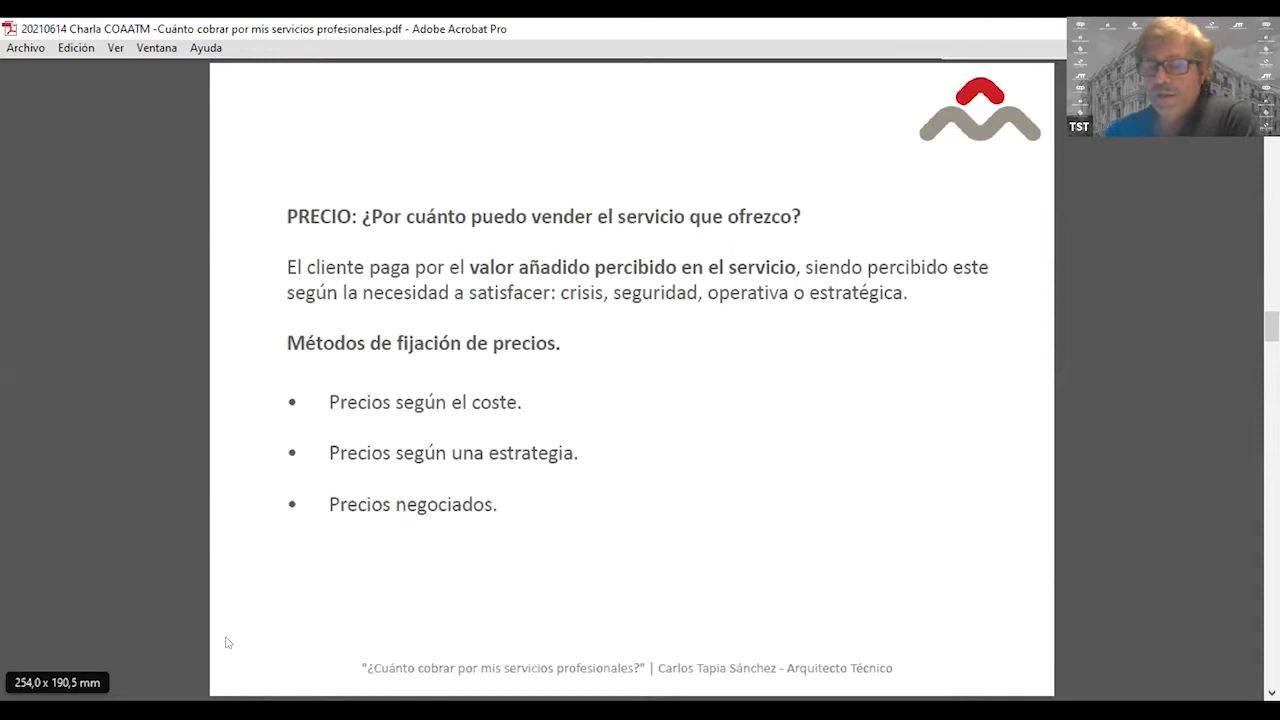 20210614 Charla COAATM -Cuánto cobrar por mis servicios profesionales.pdf - Adobe Acrobat Pro
Archivo Edición Ver Ventana Ayuda
TST
PRECIO: ¿Por cuánto puedo vender el servicio que ofrezco?
El cliente paga por el valor añadido percibido en el servicio, siendo percibido este
según la necesidad a satisfacer: crisis, seguridad, operativa o estratégica.
Métodos de fijación de precios.
• Precios según el coste.
• Precios según una estrategia.
• Precios negociados.
"¿Cuánto cobrar por mis servicios profesionales?" | Carlos Tapia Sánchez - Arquitecto Técnico
254,0 x 190,5 mm